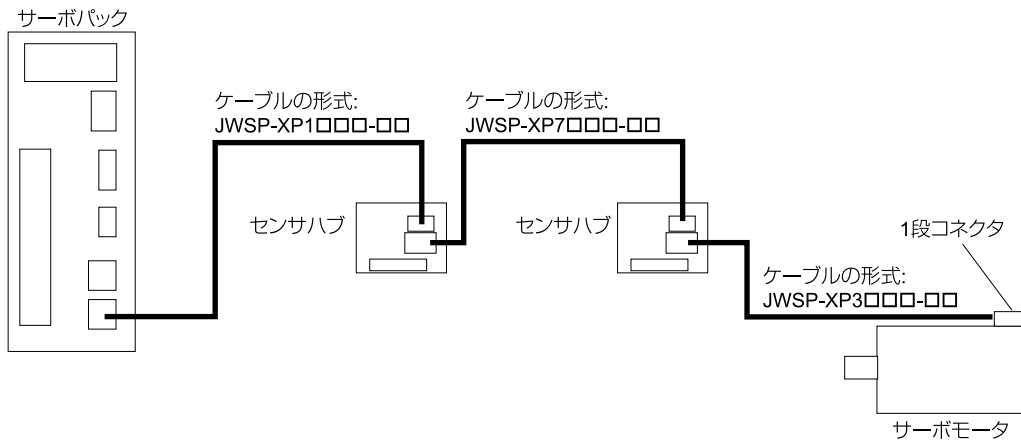 サーボパック
ケーブルの形式:
JWSP-XP1□□□-□□
ケーブルの形式:
JWSP-XP7□□□-□□
センサハブ
センサハブ
1段コネクタ
ケーブルの形式:
JWSP-XP3□□□-□□
サーボモータ